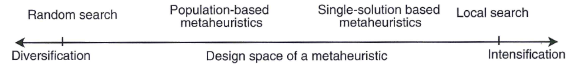 Random search
Population-based
metaheuristics
Single-solution based
metaheuristics
Local search
Diversification
Design space of a metaheuristic
Intensification